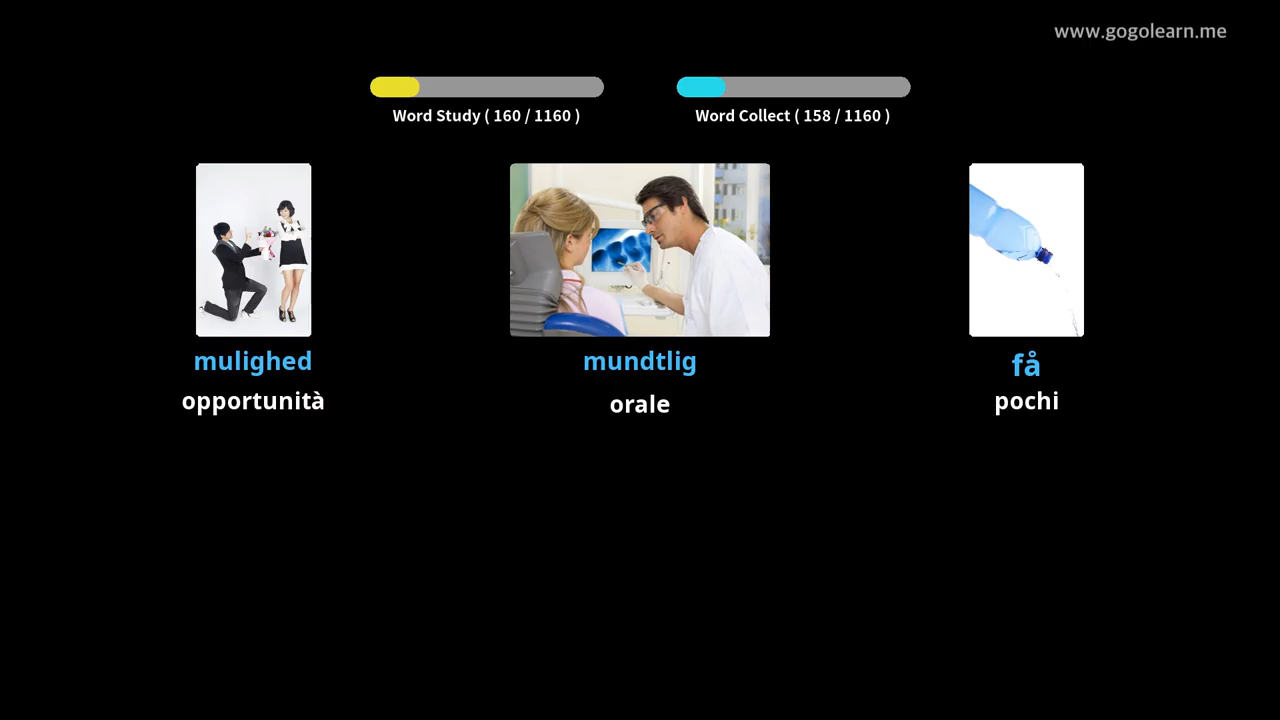 www.gogolearn.me
Word Study ( 160 / 1160 )
Word Collect ( 158 / 1160 )
mulighed
mundtlig
få
opportunità
orale
pochi